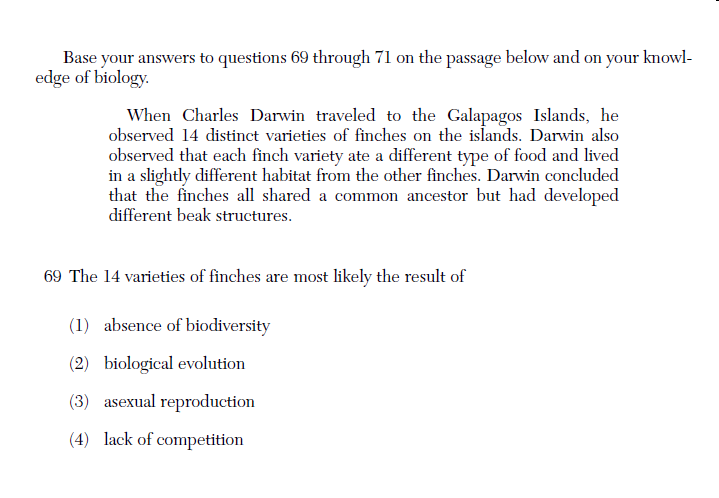 Base your answers to questions 69 through 71 on the passage below and on your knowl-
edge of biology.
When Charles Darwin traveled to the Galapagos Islands, he
observed 14 distinct varieties of finches on the islands. Darwin also
observed that each finch variety ate a different type of food and lived
in a slightly different habitat from the other finches. Darwin concluded
that the finches all shared a common ancestor but had developed
different beak structures.
69 The 14 varieties of finches are most likely the result of
(1) absence of biodiversity
(2) biological evolution
(3) asexual reproduction
(4) lack of competition